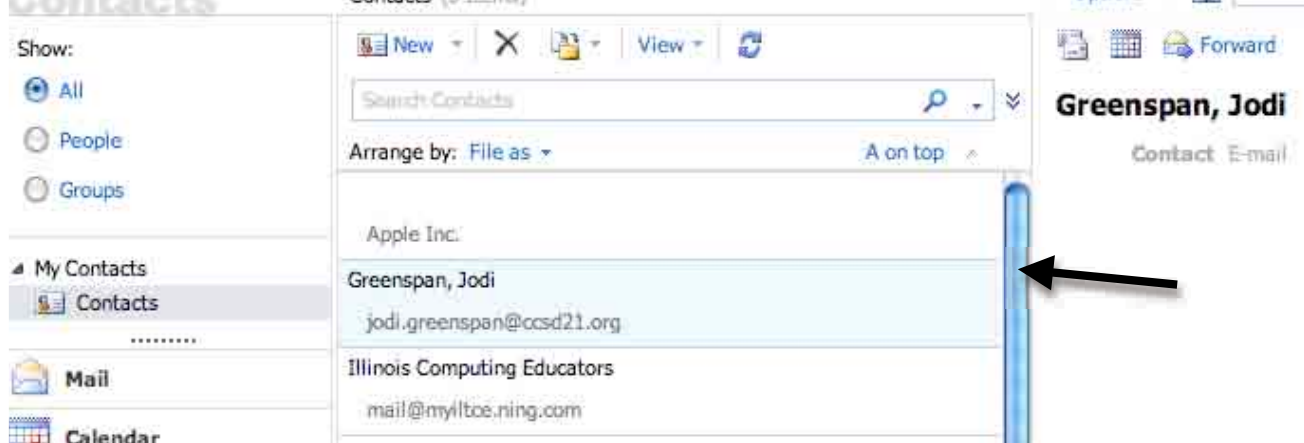 Contacts
Show:
All
People
Groups
My Contacts
Contacts
Mail
Calendar
Contacts
New
View
Search Contacts
Arrange by: File as
A on top
Apple Inc.
Greenspan, Jodi
jodi.greenspan@ccsd21.org
Illinois Computing Educators
mail@myiltce.ning.com
Forward
Greenspan, Jodi
Contact E-mail